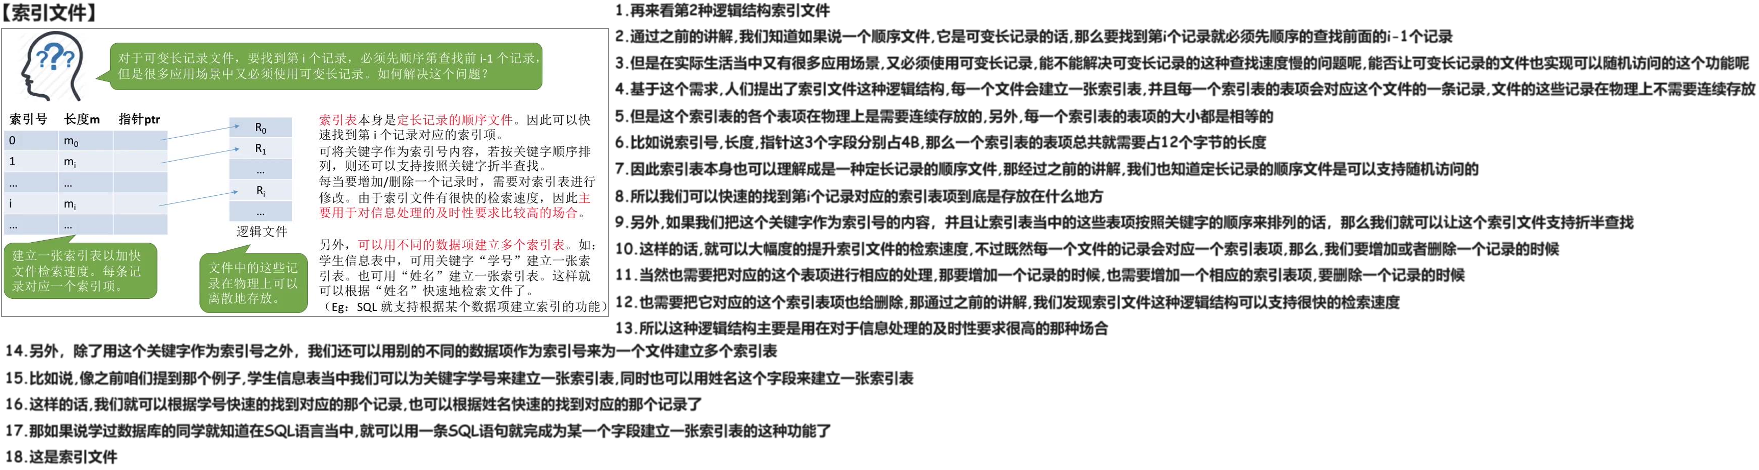 【索引文件】
对于可变长记录文件，要找到第 i 个记录，必须先顺序第查找前 i-1 个记录，
但是很多应用场景中又必须使用可变长记录。如何解决这个问题？
索引号 长度m 指针ptr
0 m₀
1 mᵢ
... ...
i mᵢ
... ...
R₀
R₁
...
Rᵢ
...
逻辑文件
建立一张索引表以加快
文件检索速度。每条记
录对应一个索引项。
文件中的这些记
录在物理上可以
离散地存放。
索引表本身是定长记录的顺序文件。因此可以快
速找到第 i 个记录对应的索引项。
可将关键字作为索引号内容，若按关键字顺序排
列，则还可以支持按照关键字折半查找。
每当要增加/删除一个记录时，需要对索引表进行
修改。由于索引文件有很快的检索速度，因此主
要用于对信息处理的及时性要求比较高的场合。
另外，可以用不同的数据项建立多个索引表。如：
学生信息表中，可用关键字“学号”建立一张索
引表。也可用“姓名”建立一张索引表。这样就
可以根据“姓名”快速地检索文件了。
（Eg：SQL 就支持根据某个数据项建立索引的功能）
1.再来看第2种逻辑结构索引文件
2.通过之前的讲解,我们知道如果说一个顺序文件,它是可变长记录的话,那么要找到第i个记录就必须先顺序的查找前面的i-1个记录
3.但是在实际生活当中又有很多应用场景,又必须使用可变长记录,能不能解决可变长记录的这种查找速度慢的问题呢,能否让可变长记录的文件也实现可以随机访问的这个功能呢
4.基于这个需求,人们提出了索引文件这种逻辑结构,每一个文件会建立一张索引表,并且每一个索引表的表项会对应这个文件的一条记录,文件的这些记录在物理上不需要连续存放
5.但是这个索引表的各个表项在物理上是需要连续存放的,另外,每一个索引表的表项的大小都是相等的
6.比如说索引号,长度,指针这3个字段分别占4B,那么一个索引表的表项总共就需要占12个字节的长度
7.因此索引表本身也可以理解成是一种定长记录的顺序文件,那经过之前的讲解,我们也知道定长记录的顺序文件是可以支持随机访问的
8.所以我们可以快速的找到第i个记录对应的索引表项到底是存放在什么地方
9.另外,如果我们把这个关键字作为索引号的内容，并且让索引表当中的这些表项按照关键字的顺序来排列的话，那么我们就可以让这个索引文件支持折半查找
10.这样的话,就可以大幅度的提升索引文件的检索速度,不过既然每一个文件的记录会对应一个索引表项,那么,我们要增加或者删除一个记录的时候
11.当然也需要把对应的这个表项进行相应的处理,那要增加一个记录的时候,也需要增加一个相应的索引表项,要删除一个记录的时候
12.也需要把它对应的这个索引表项也给删除,那通过之前的讲解,我们发现索引文件这种逻辑结构可以支持很快的检索速度
13.所以这种逻辑结构主要是用在对于信息处理的及时性要求很高的那种场合
14.另外，除了用这个关键字作为索引号之外，我们还可以用别的不同的数据项作为索引号来为一个文件建立多个索引表
15.比如说,像之前咱们提到那个例子,学生信息表当中我们可以为关键字学号来建立一张索引表,同时也可以用姓名这个字段来建立一张索引表
16.这样的话,我们就可以根据学号快速的找到对应的那个记录,也可以根据姓名快速的找到对应的那个记录了
17.那如果说学过数据库的同学就知道在SQL语言当中,就可以用一条SQL语句就完成为某一个字段建立一张索引表的这种功能了
18.这是索引文件